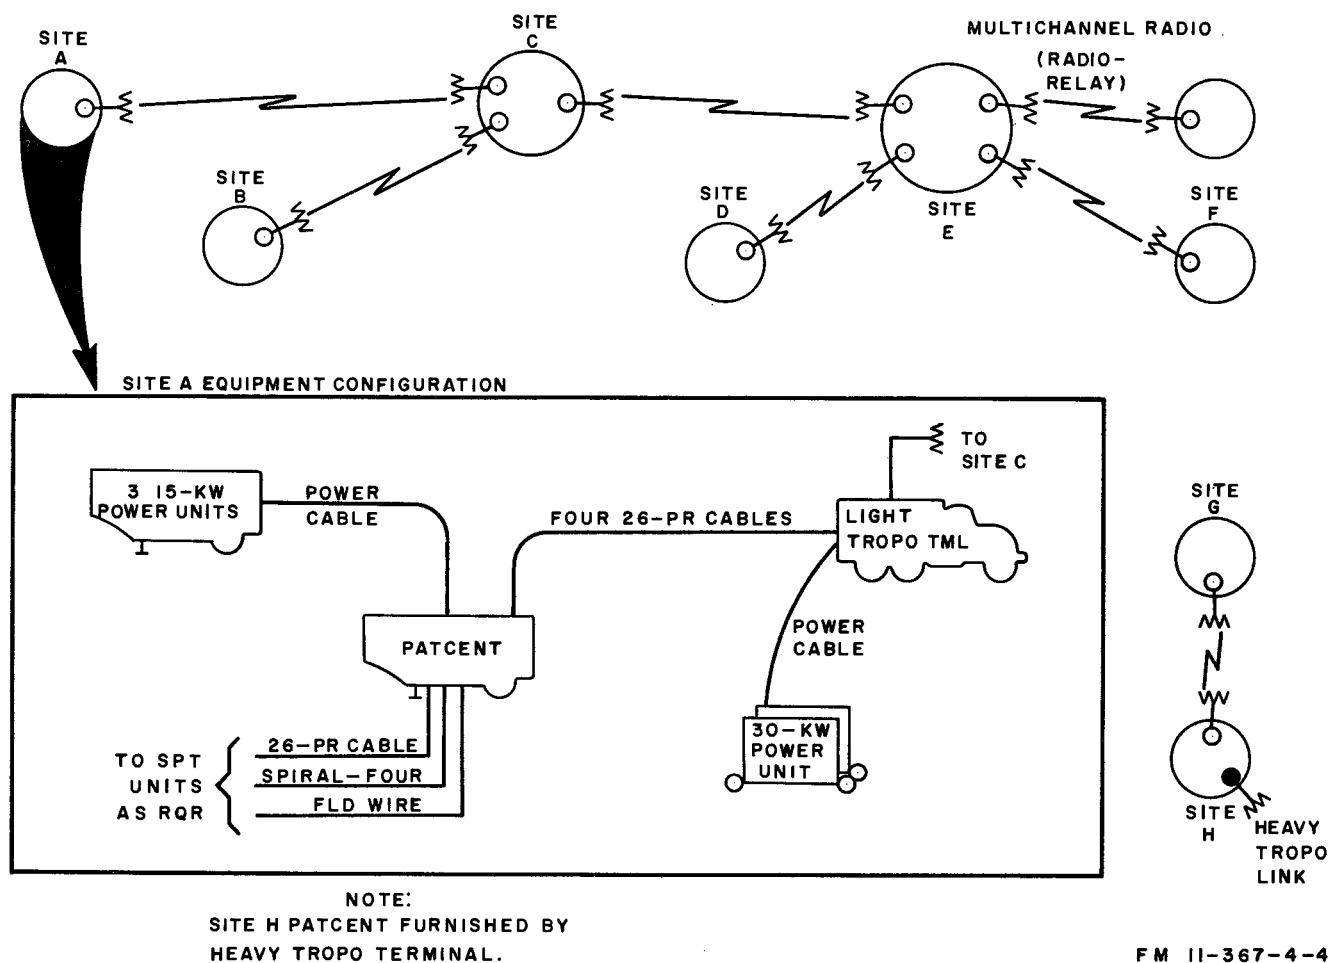 SITE
A
SITE
C
MULTICHANNEL RADIO
(RADIO-
RELAY)
SITE
B
SITE
D
SITE
E
SITE
F
SITE A EQUIPMENT CONFIGURATION
TO
SITE C
3 15-KW
POWER UNITS
POWER
CABLE
FOUR 26-PR CABLES
LIGHT
TROPO TML
SITE
G
PATCENT
POWER
CABLE
30-KW
POWER
UNIT
TO SPT
UNITS
AS RQR
26-PR CABLE
SPIRAL-FOUR
FLD WIRE
SITE
H
HEAVY
TROPO
LINK
NOTE:
SITE H PATCENT FURNISHED BY
HEAVY TROPO TERMINAL.
FM 11-367-4-4